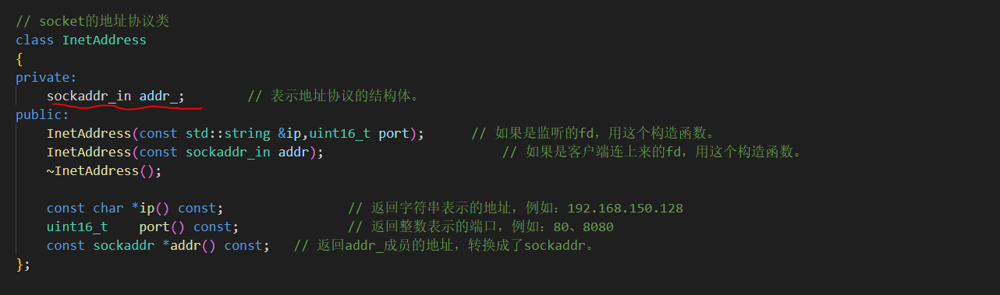 // socket的地址协议类
class InetAddress
{
private:
    sockaddr_in addr_;        // 表示地址协议的结构体。
public:
    InetAddress(const std::string &ip,uint16_t port);      // 如果是监听的fd，用这个构造函数。
    InetAddress(const sockaddr_in addr);                       // 如果是客户端连上来的fd，用这个构造函数。
    ~InetAddress();

    const char *ip() const;                // 返回字符串表示的地址，例如：192.168.150.128
    uint16_t    port() const;              // 返回整数表示的端口，例如：80、8080
    const sockaddr *addr() const;   // 返回addr_成员的地址，转换成了sockaddr。
};